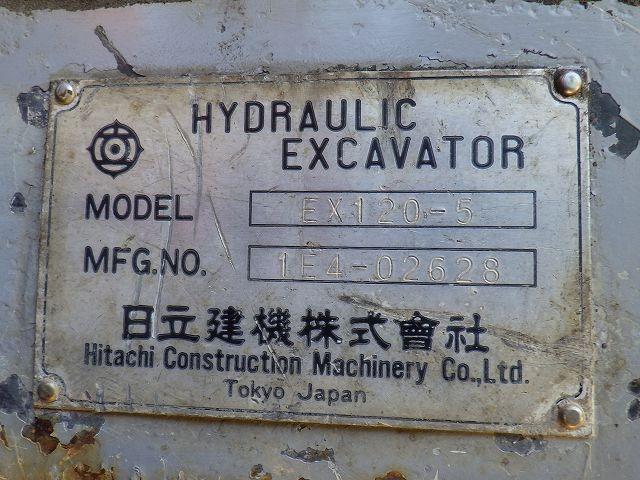 HYDRAULIC
EXCAVATOR
MODEL EX120-5
MFG.NO. 1E4-02628
日立建機株式會社
Hitachi Construction Machinery Co.,Ltd.
Tokyo Japan